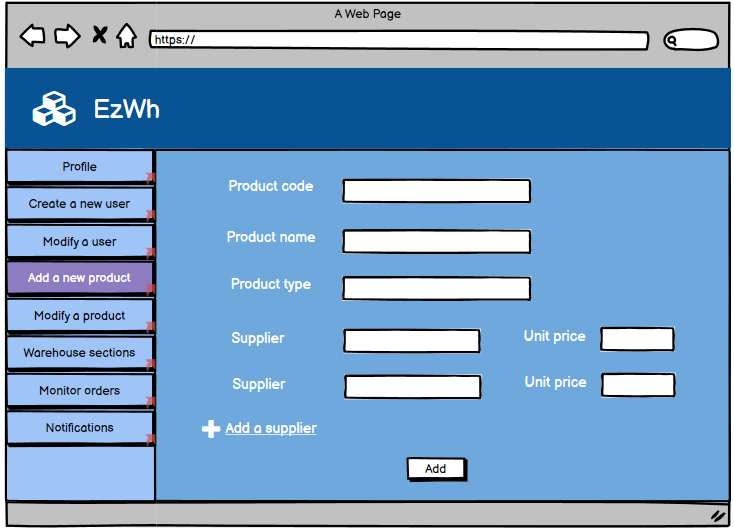 A Web Page
https://
EzWh
Profile
Create a new user
Modify a user
Add a new product
Modify a product
Warehouse sections
Monitor orders
Notifications
Product code
Product name
Product type
Supplier
Unit price
Supplier
Unit price
Add a supplier
Add